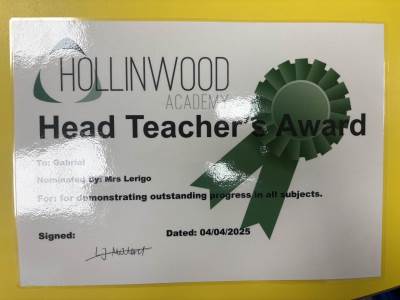 HOLLINWOOD
ACADEMY
Head Teacher's Award
To: Gabriel
Nominated By: Mrs Lerigo
For: for demonstrating outstanding progress in all subjects.
Signed:
Dated: 04/04/2025